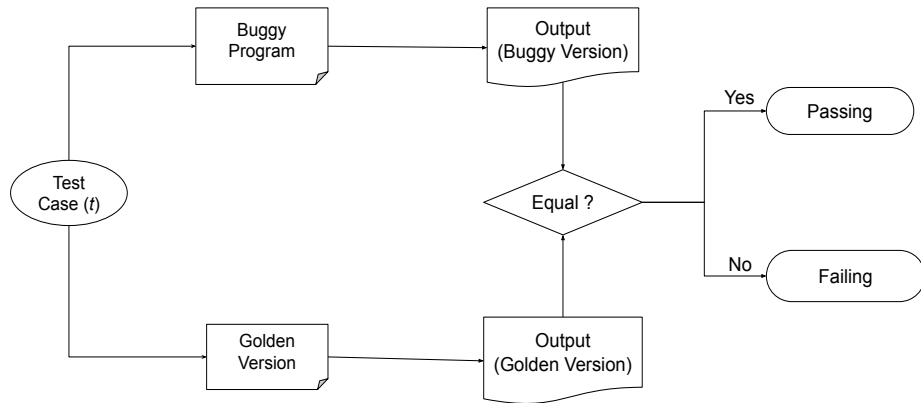 Buggy
Program
Output
(Buggy Version)
Yes
Passing
Test
Case (t)
Equal ?
No
Failing
Golden
Version
Output
(Golden Version)